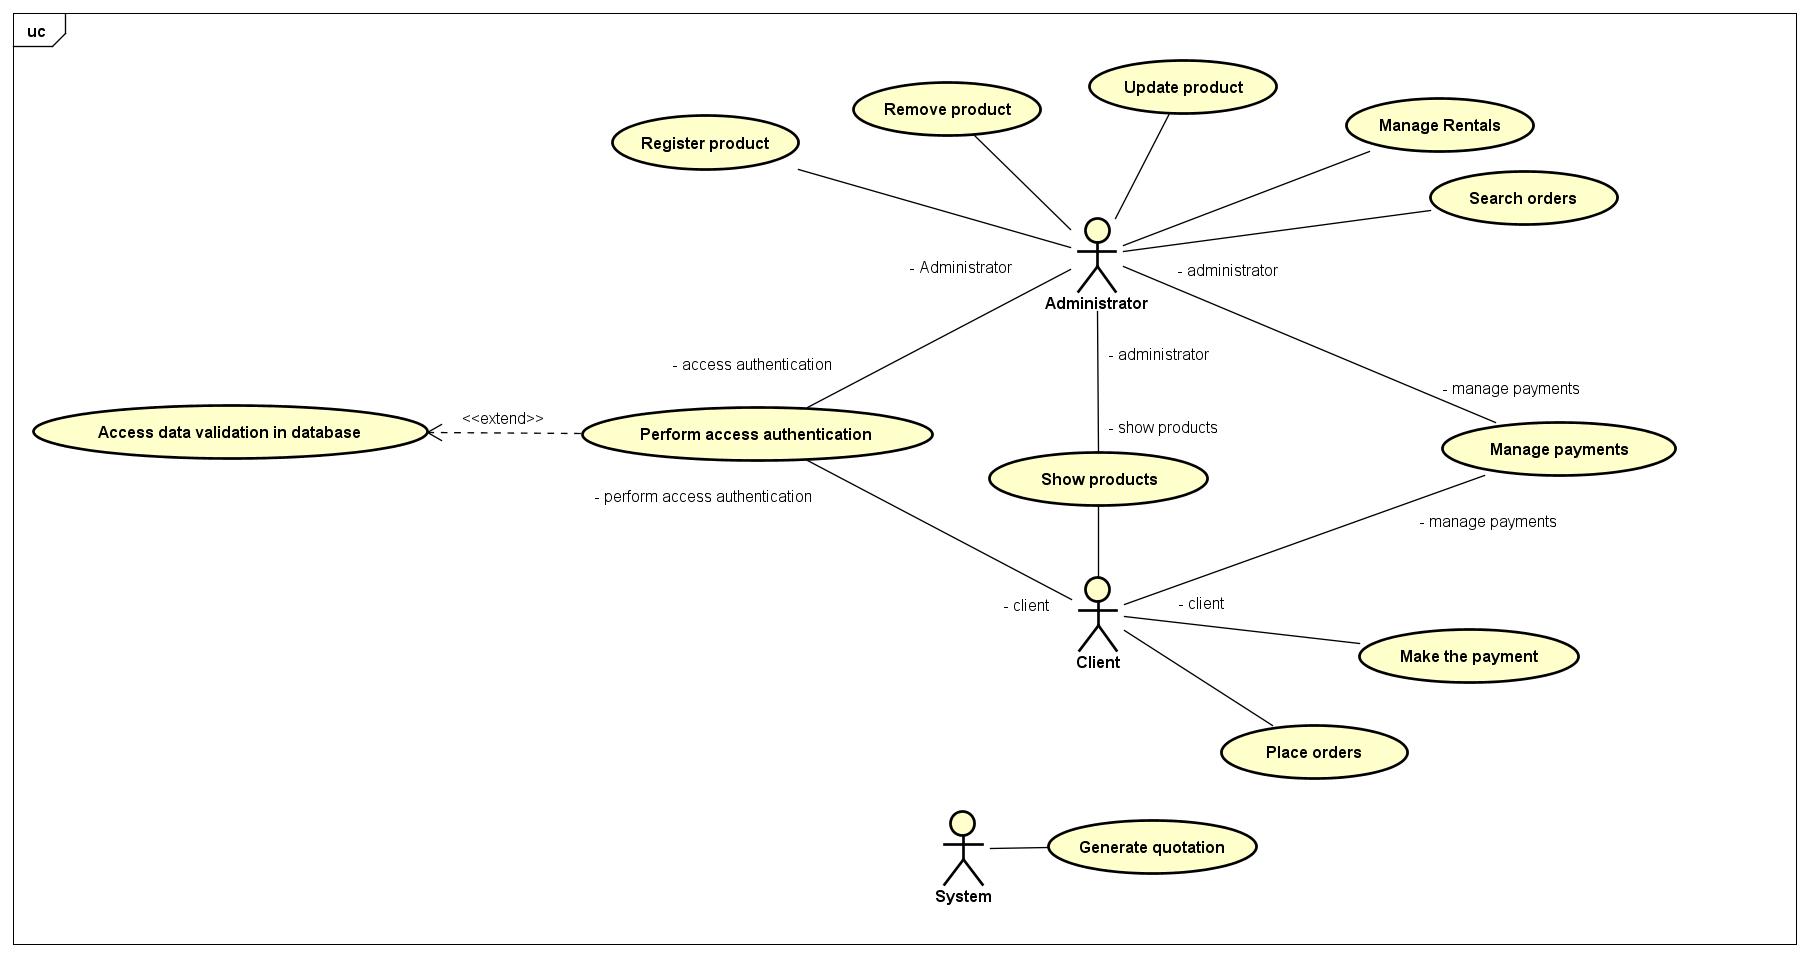 uc
Update product
Remove product
Manage Rentals
Register product
Search orders
- Administrator
- administrator
Administrator
- administrator
- access authentication
- manage payments
<<extend>>
- show products
Access data validation in database
Perform access authentication
Manage payments
Show products
- perform access authentication
- manage payments
- client
- client
Make the payment
Client
Place orders
Generate quotation
System